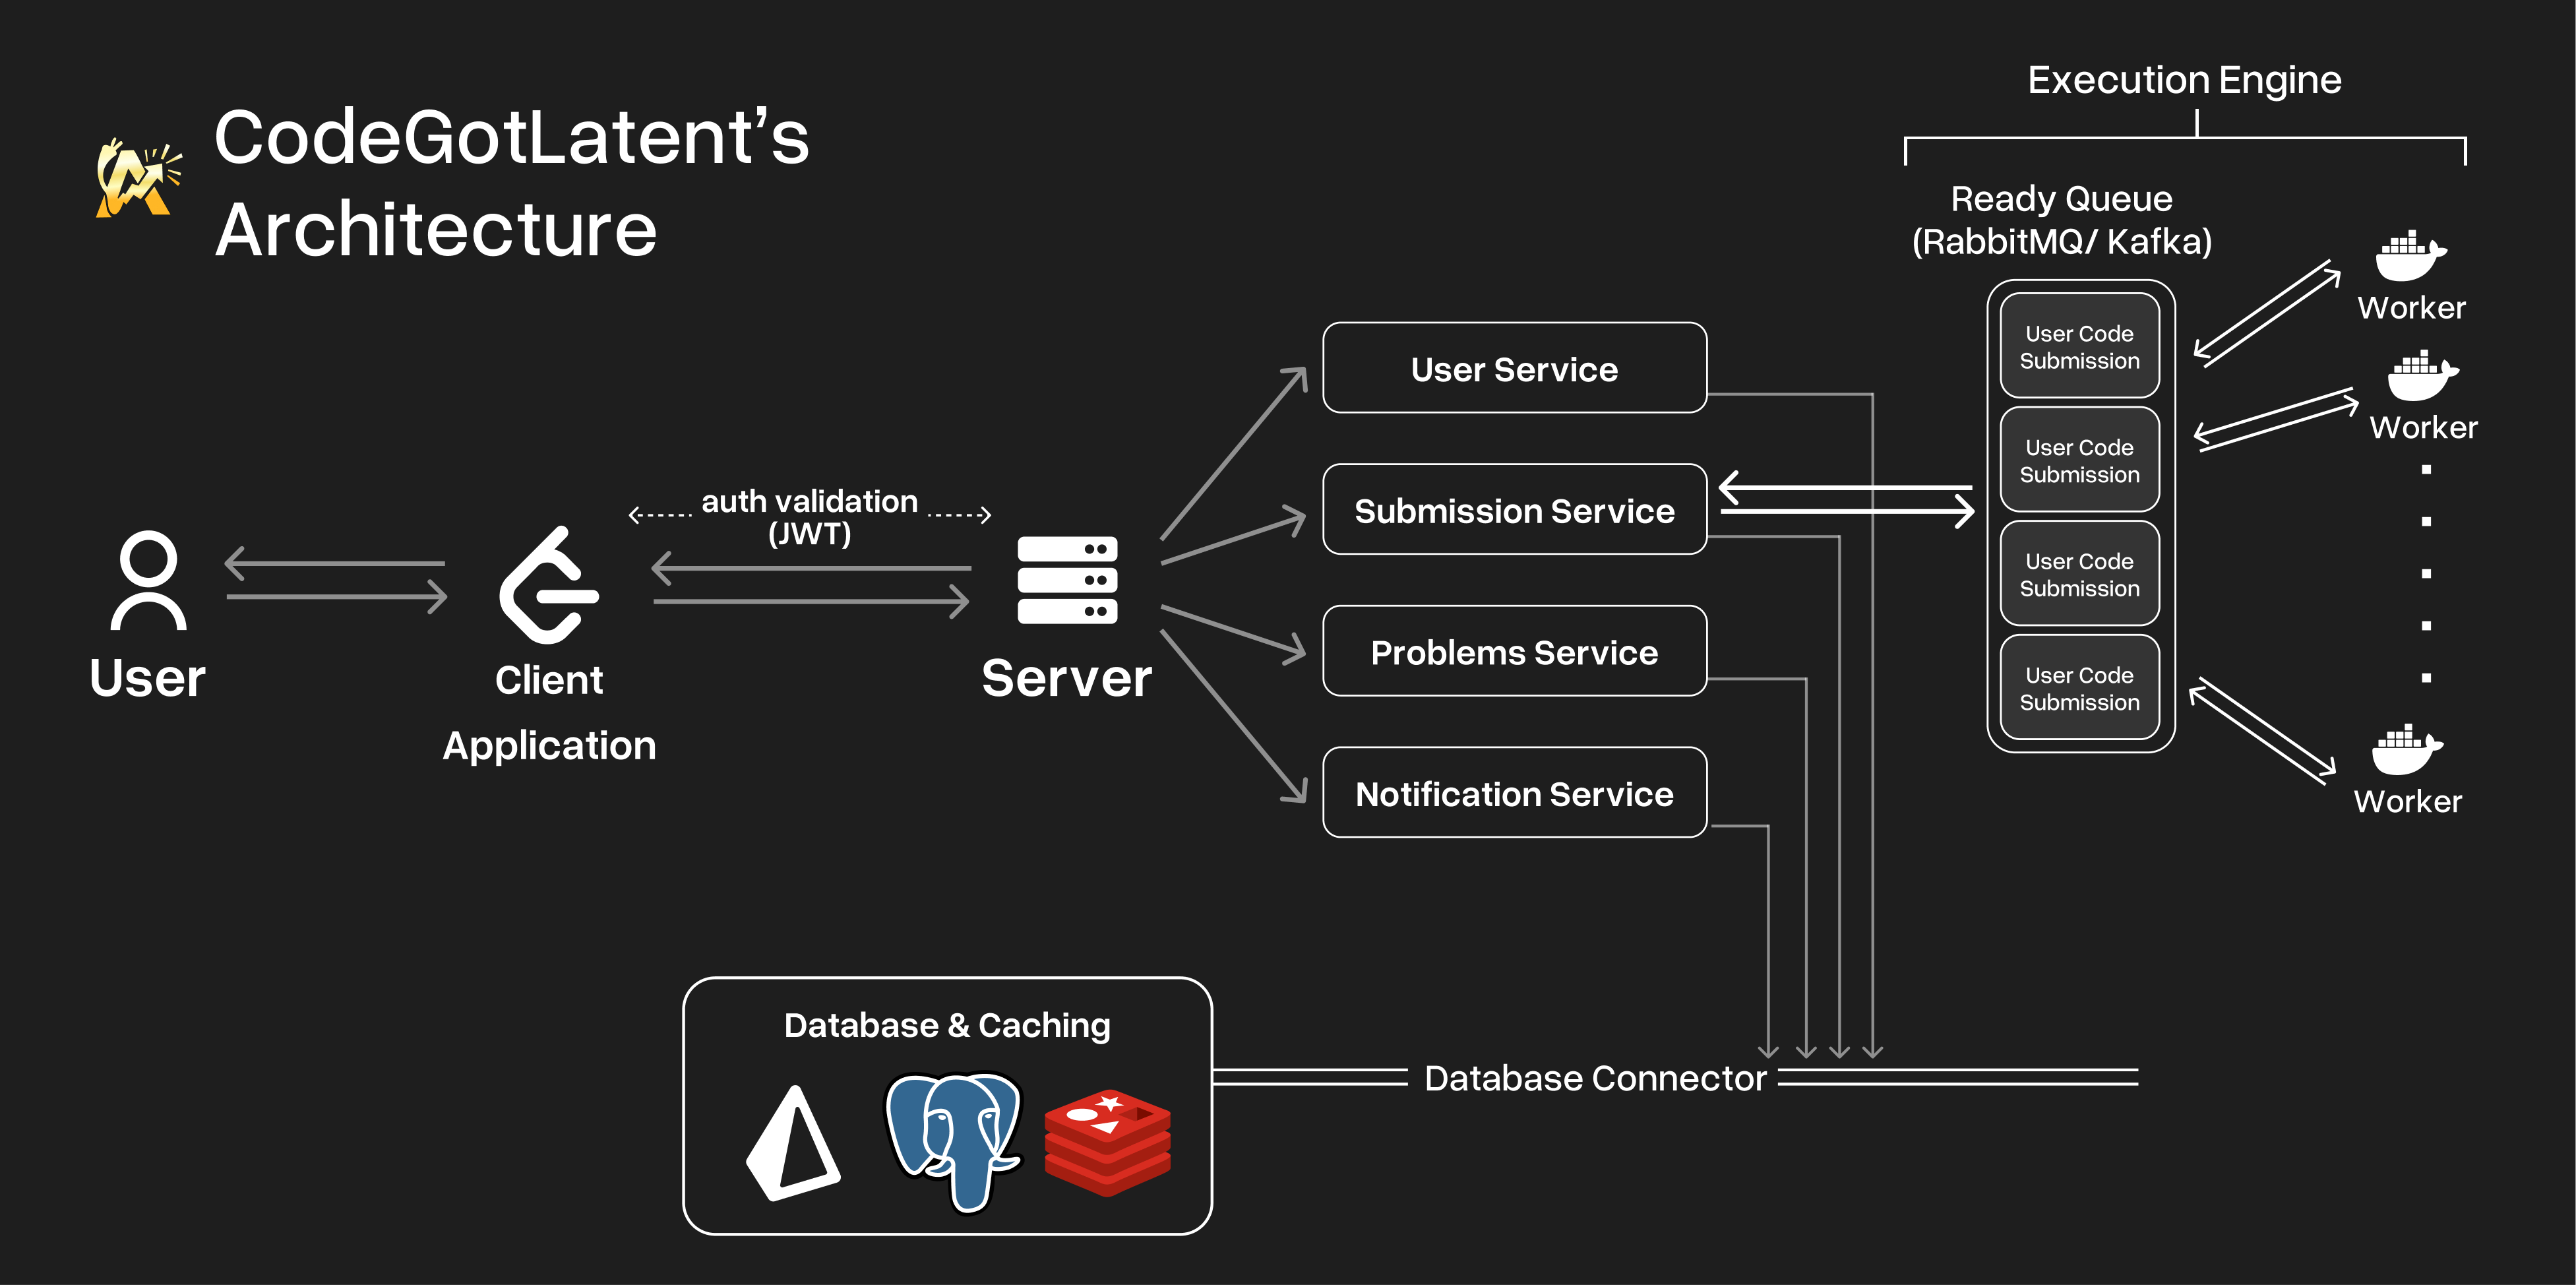 CodeGotLatent’s
Architecture
Execution Engine
Ready Queue
(RabbitMQ/ Kafka)
Worker
Worker
Worker
User Code
Submission
User Code
Submission
User Code
Submission
User Code
Submission
User Service
Submission Service
Problems Service
Notification Service
auth validation
(JWT)
User
Client
Application
Server
Database & Caching
Database Connector